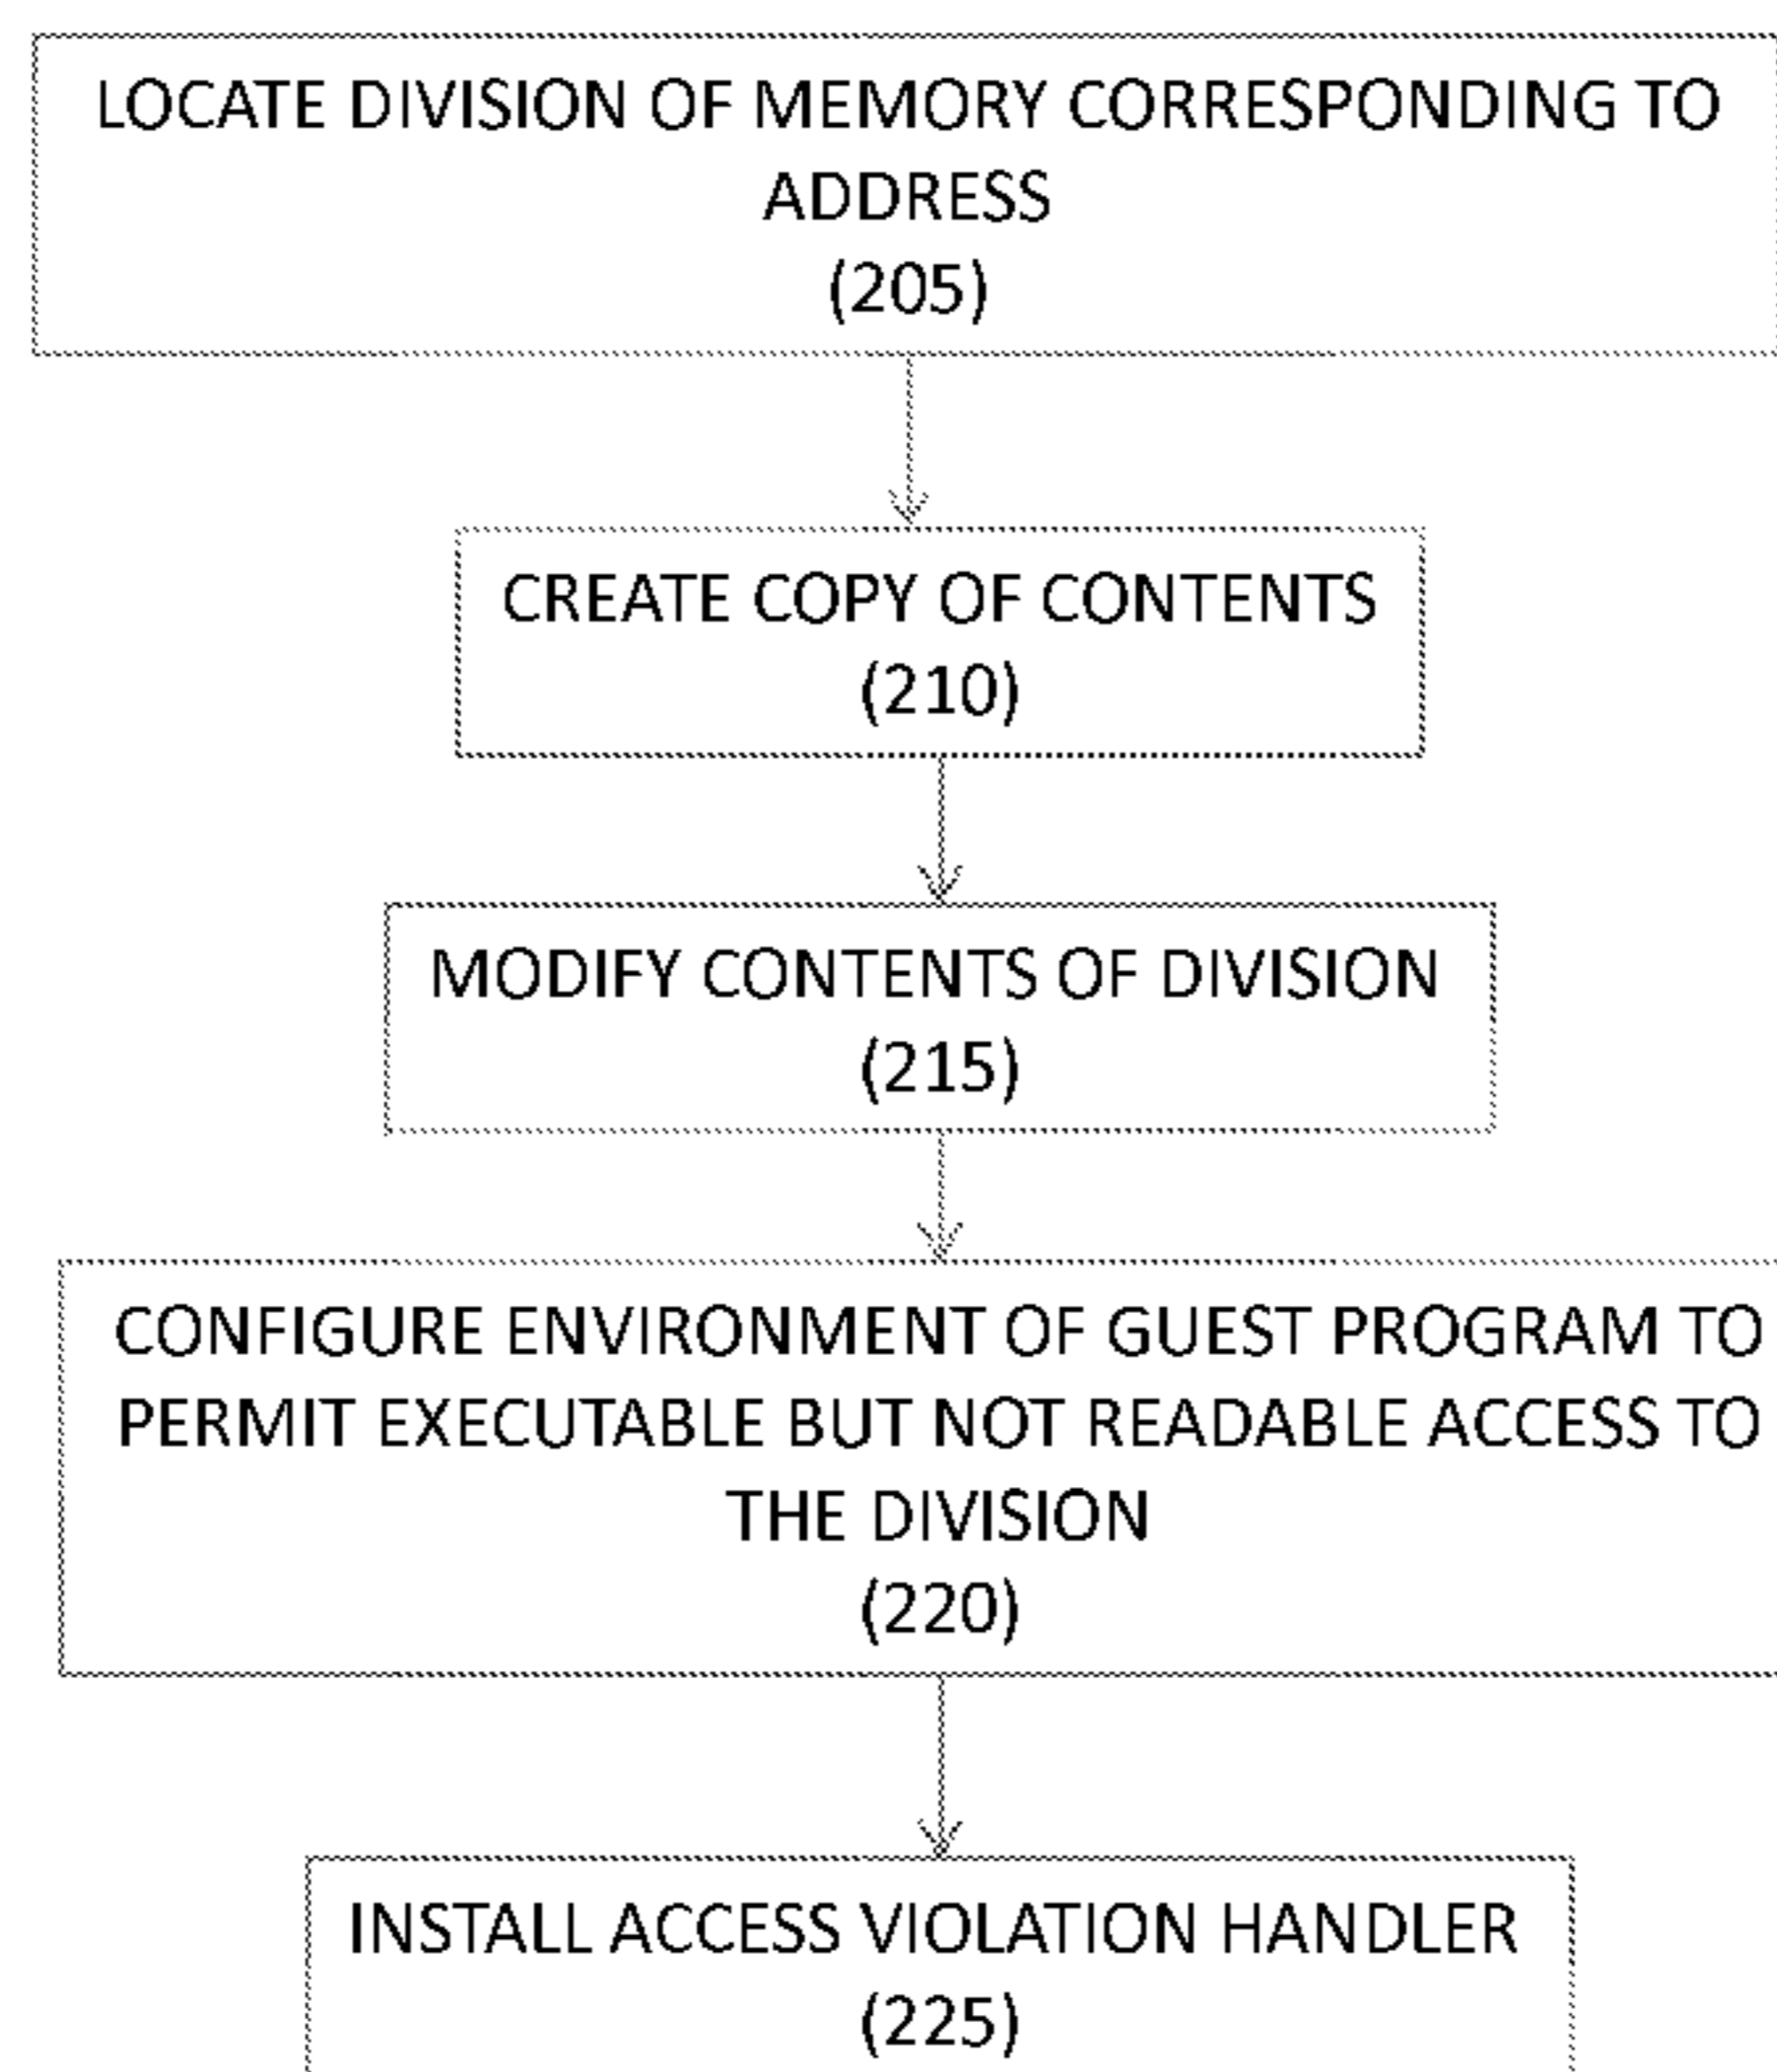 LOCATE DIVISION OF MEMORY CORRESPONDING TO
ADDRESS
(205)
CREATE COPY OF CONTENTS
(210)
MODIFY CONTENTS OF DIVISION
(215)
CONFIGURE ENVIRONMENT OF GUEST PROGRAM TO
PERMIT EXECUTABLE BUT NOT READABLE ACCESS TO
THE DIVISION
(220)
INSTALL ACCESS VIOLATION HANDLER
(225)